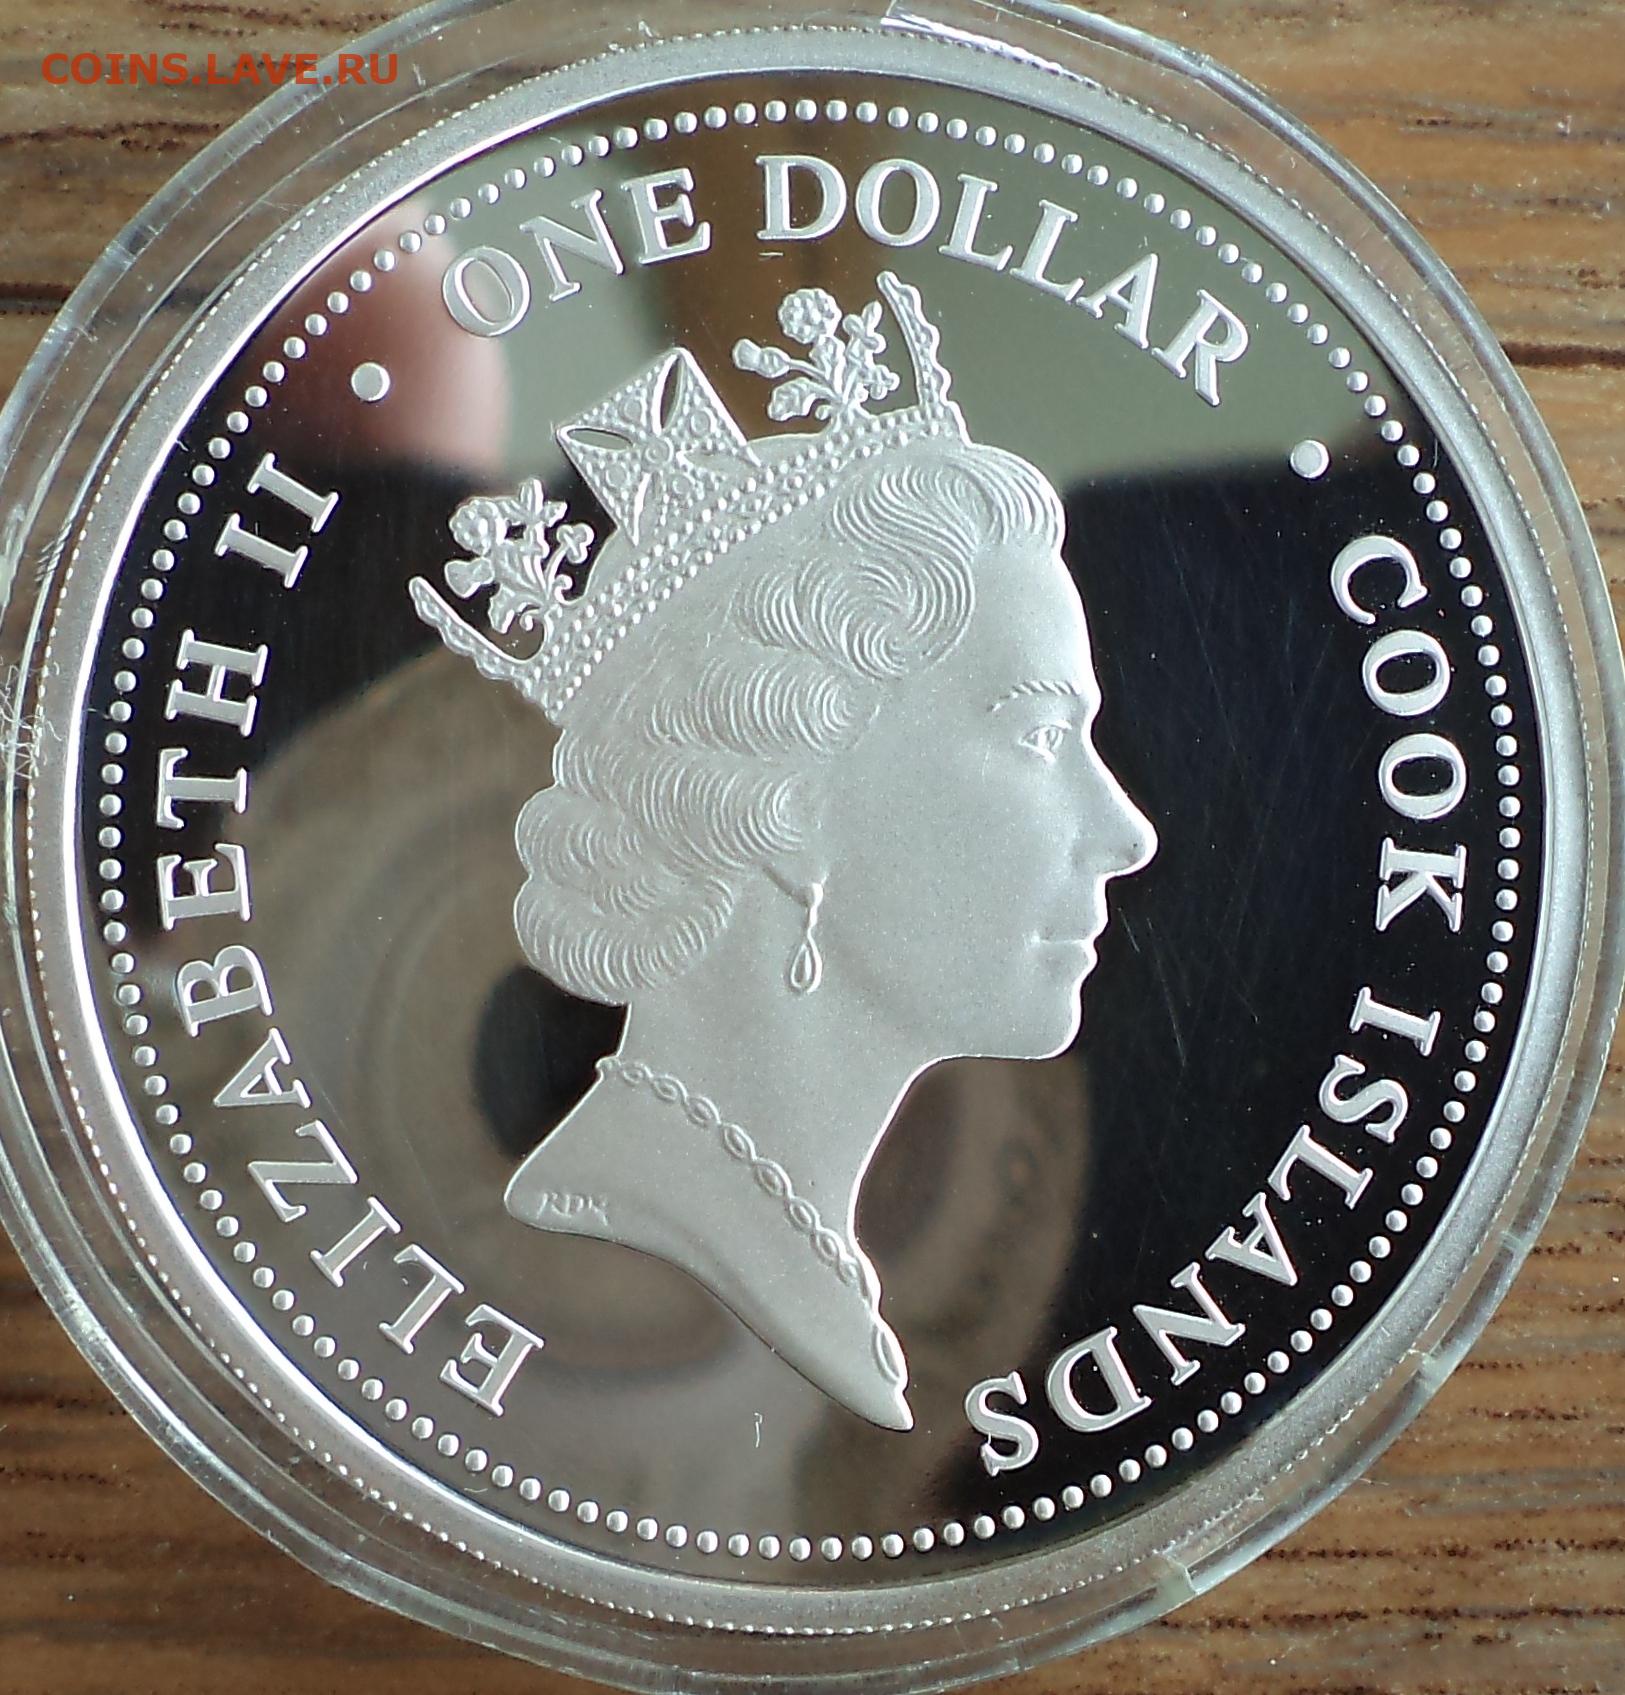 COINS.LAVE.RU
ELIZABETH II • ONE DOLLAR • COOK ISLANDS
RDM